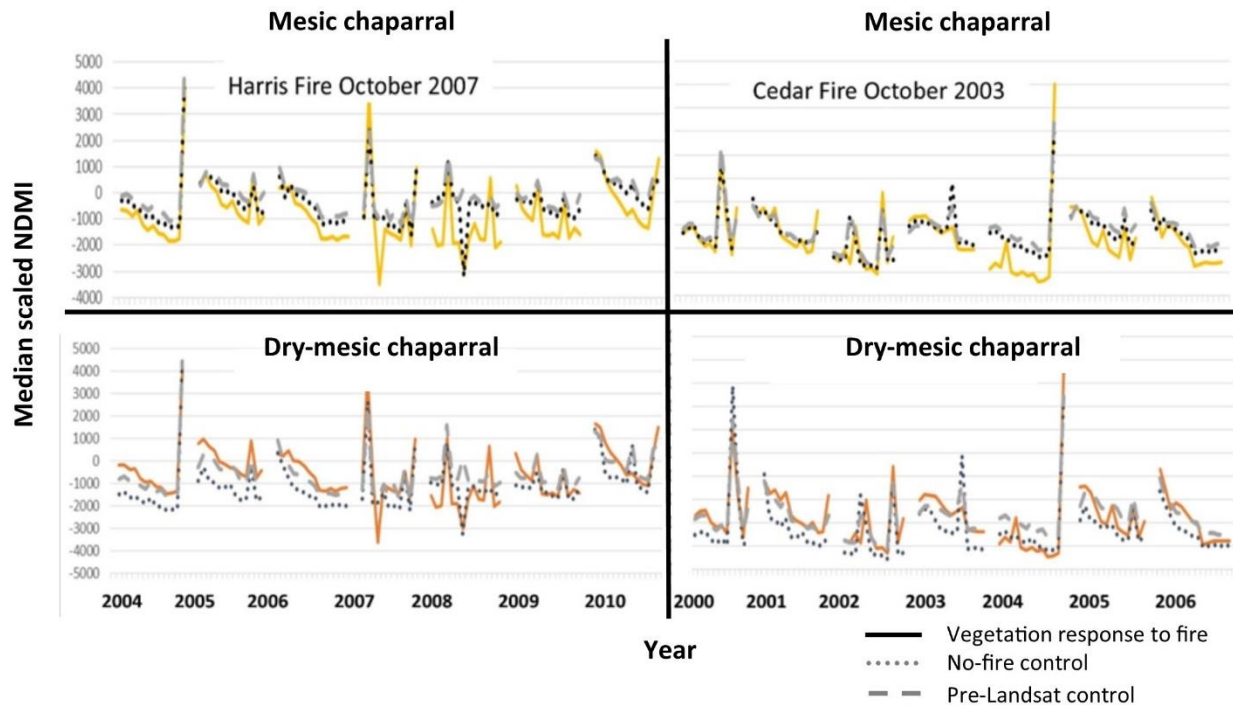 Mesic chaparral
Mesic chaparral
5000
4000
3000
2000
1000
0
-1000
-2000
-3000
-4000
Harris Fire October 2007
Cedar Fire October 2003
Median scaled NDMI
Dry-mesic chaparral
Dry-mesic chaparral
5000
4000
3000
2000
1000
0
-1000
-2000
-3000
-4000
-5000
2004 2005 2006 2007 2008 2009 2010
2000 2001 2002 2003 2004 2005 2006
Year
Vegetation response to fire
No-fire control
Pre-Landsat control